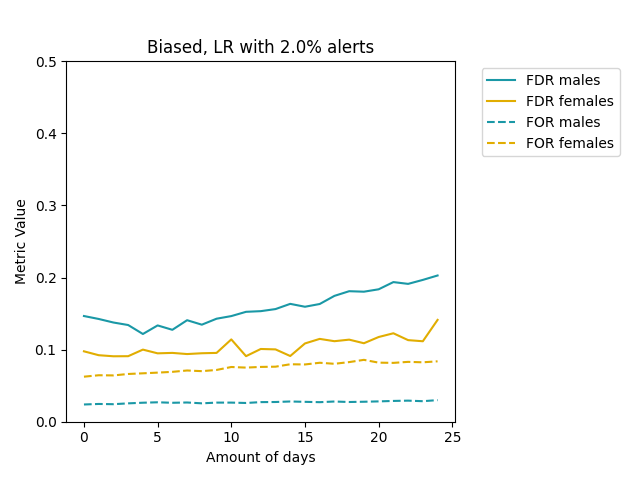 Biased, LR with 2.0% alerts
0.5
0.4
0.3
0.2
0.1
0.0
Metric Value
0
5
10
15
20
25
Amount of days
FDR males
FDR females
FOR males
FOR females